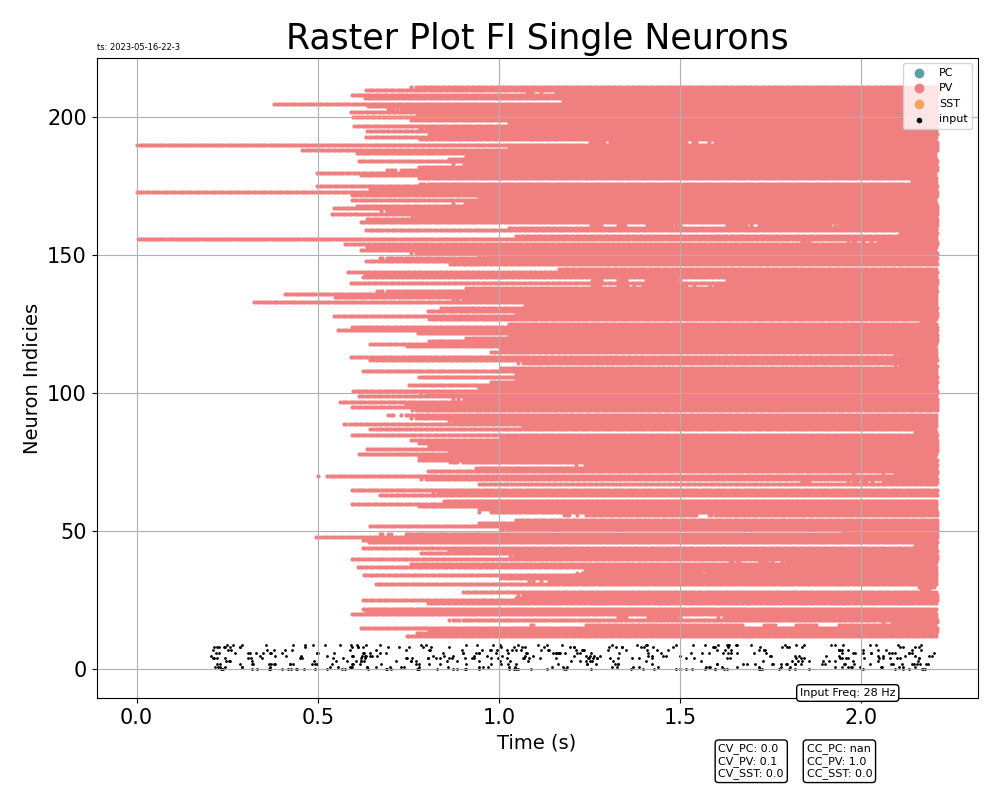 Raster Plot FI Single Neurons
ts: 2023-05-16-22-3
PC
PV
SST
input
200
150
100
50
0
Neuron Indicies
0.0 0.5 1.0 1.5 2.0
Time (s)
Input Freq: 28 Hz
CV_PC: 0.0
CV_PV: 0.1
CV_SST: 0.0
CC_PC: nan
CC_PV: 1.0
CC_SST: 0.0